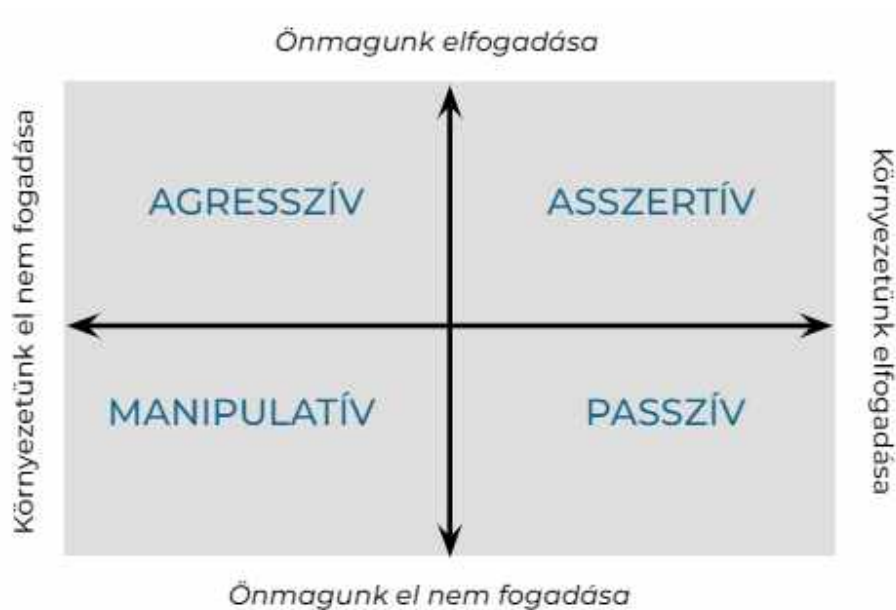 Önmagunk elfogadása
Környezetünk el nem fogadása
AGRESSZÍV
ASSZERTÍV
Környezetünk elfogadása
MANIPULATÍV
PASSZÍV
Önmagunk el nem fogadása